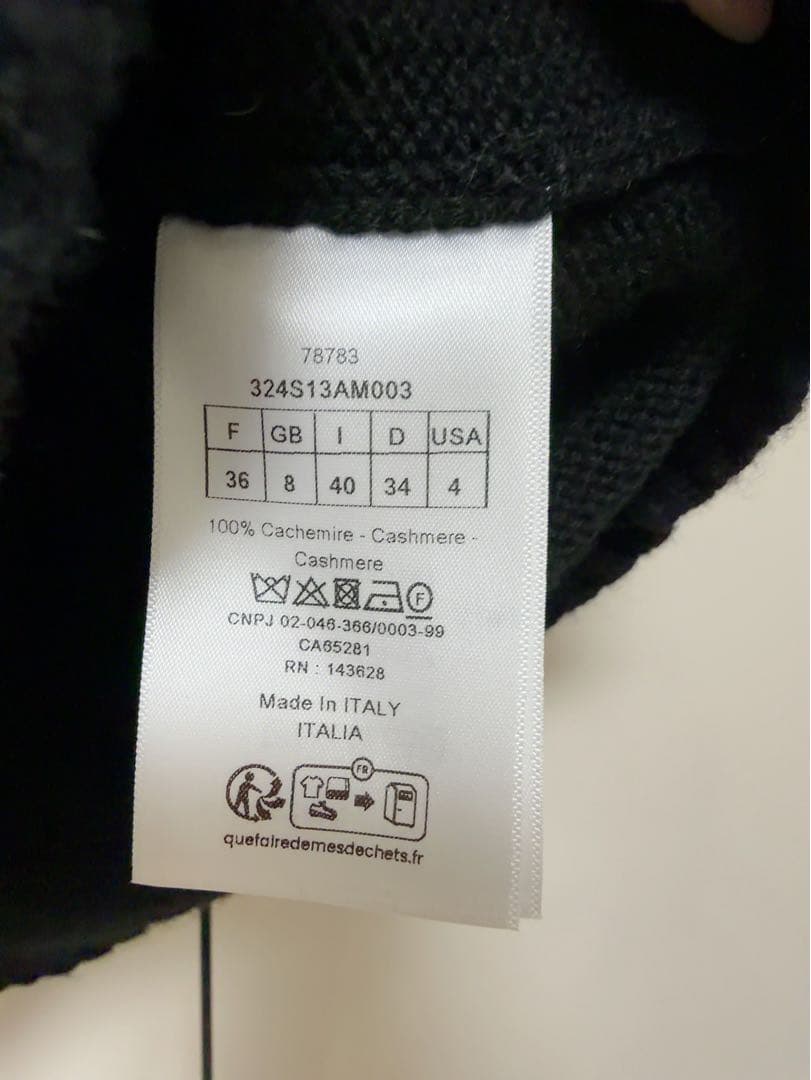 78783
324S13AM003
F GB I D USA
36 8 40 34 4
100% Cachemire - Cashmere -
Cashmere
F
CNPJ 02-046-366/0003-99
CA65281
RN : 143628
Made In ITALY
ITALIA
FR
quefairedemesdechets.fr